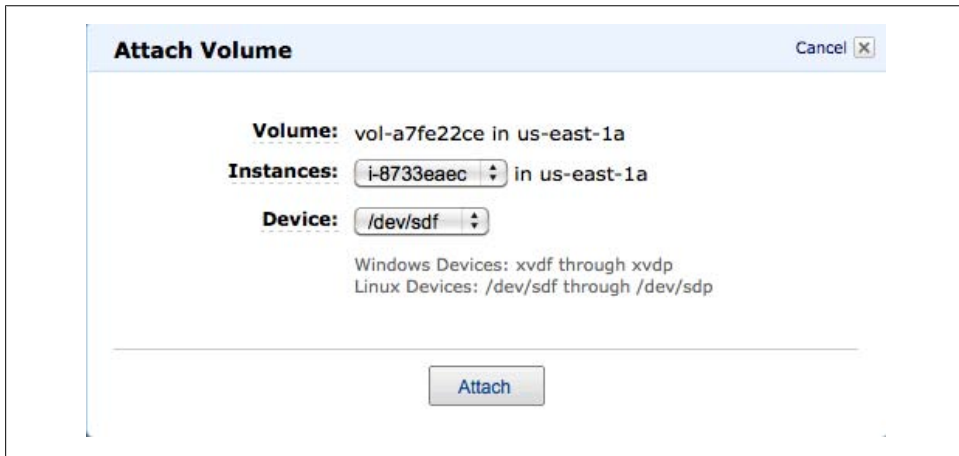 Attach Volume
Cancel
Volume: vol-a7fe22ce in us-east-1a
Instances: i-8733eaec in us-east-1a
Device: /dev/sdf
Windows Devices: xvdf through xvdp
Linux Devices: /dev/sdf through /dev/sdp
Attach